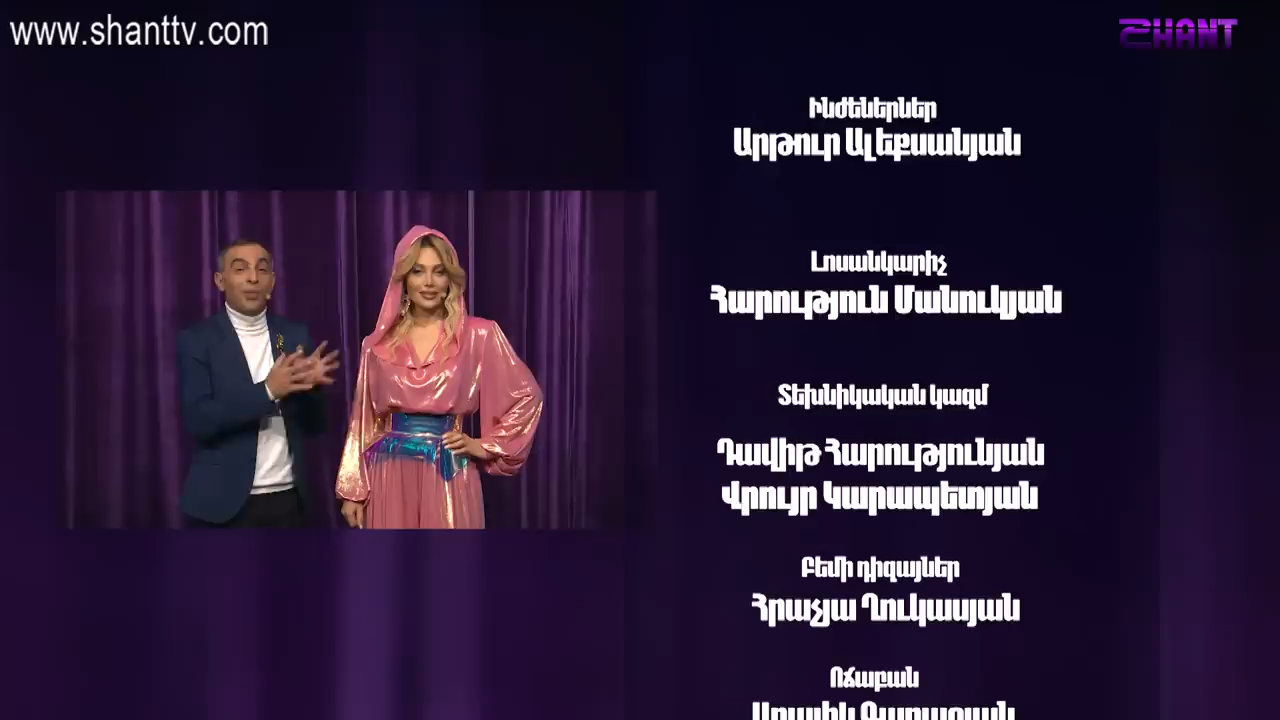 www.shanttv.com
SHANT
Ինժեներներ
Արթուր Ալեքսանյան
Լուսանկարիչ
Հարություն Մանուկյան
Տեխնիկական կազմ
Դավիթ Հարությունյան
Վրույր Կարապետյան
Բեմի դիզայներ
Հրաչյա Ղուկասյան
Ոճաբան